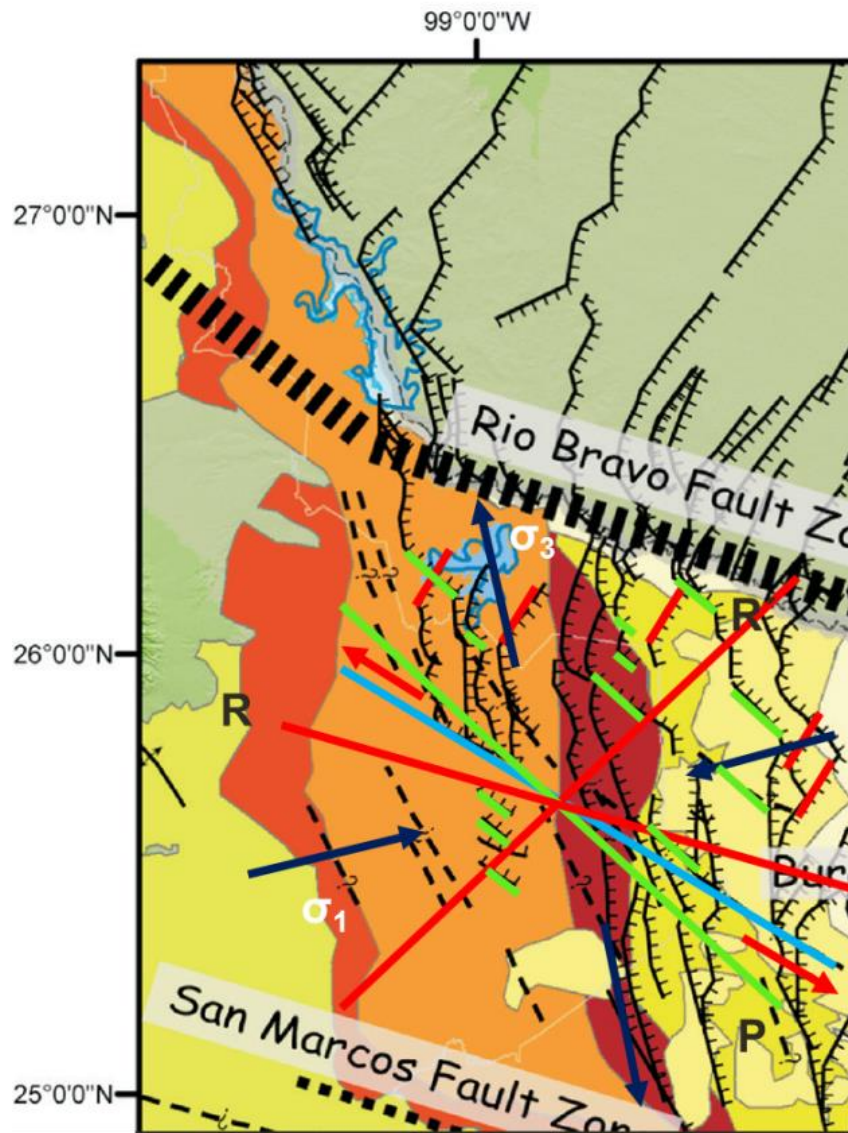 99°0'0"W
27°0'0"N
Rio Bravo Fault Zo
σ3
R
26°0'0"N
R
Bur
σ1
San Marcos Fault Zon
P
25°0'0"N
?
?
?
?
?
?
?